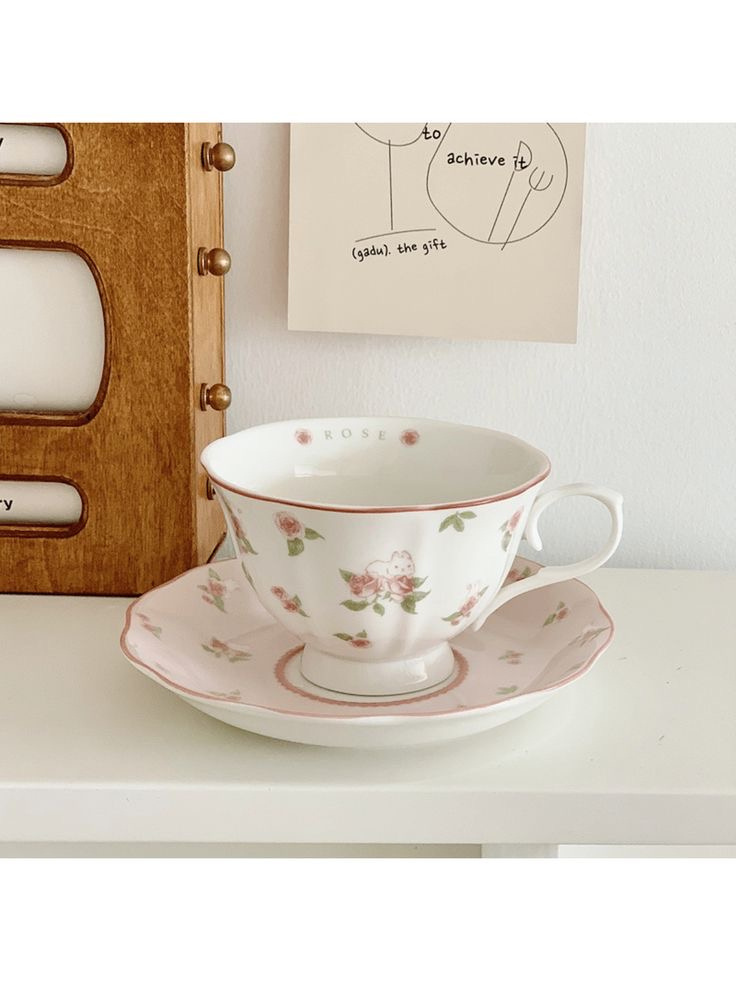 to
achieve it
(gadu). the gift
ROSE